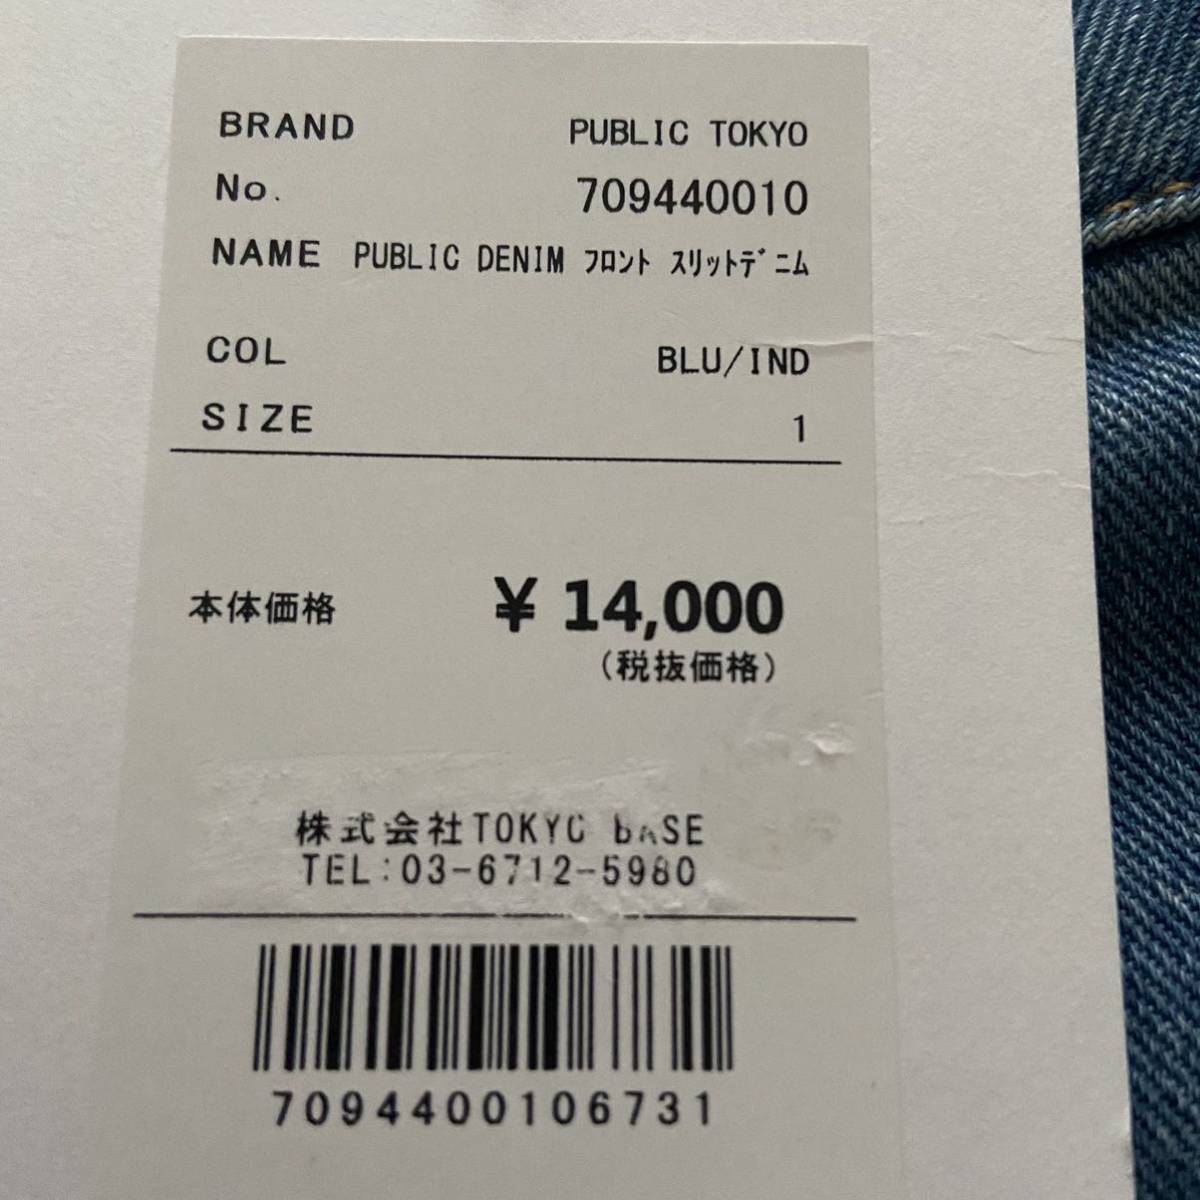 BRAND PUBLIC TOKYO
No. 709440010
NAME PUBLIC DENIM ﾌﾛﾝﾄ ｽﾘｯﾄﾃﾞﾆﾑ
COL BLU/IND
SIZE 1
本体価格 ¥ 14,000
(税抜価格)
株式会社TOKYO BASE
TEL:03-6712-5980
7094400106731